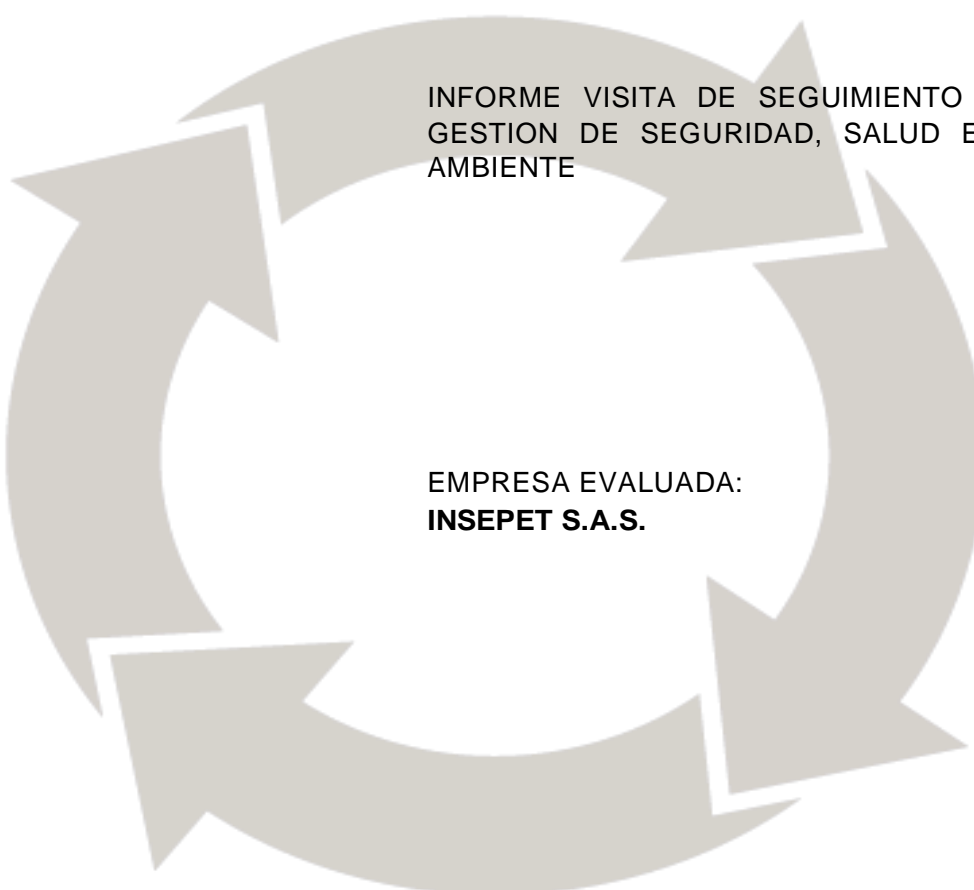 INFORME VISITA DE SEGUIMIENTO
GESTION DE SEGURIDAD, SALUD E
AMBIENTE
EMPRESA EVALUADA:
INSEPET S.A.S.